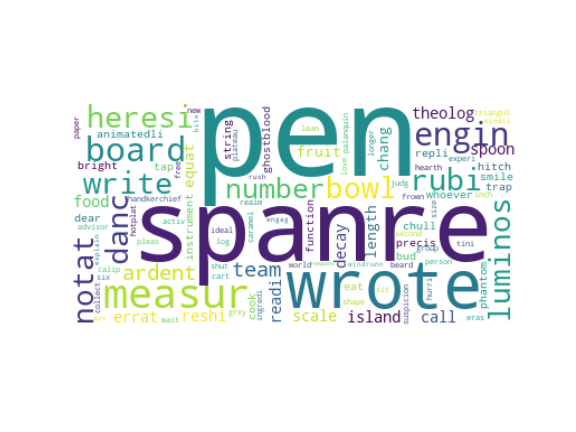 pen
spanre
wrote
measur
heresi
board
write
notat
danc
engin
rubi
bowl
number
luminos
theolog
spoon
animatedli
bright
tap
food
dear
advisor
ardent
team
errat
reshi
scale
island
call
readi
length
decay
function
string
plateau
ghostblood
fruit
chang
repli
hitch
smile
trap
whoever
chull
precis
bud
group
person
phantom
suspicion
instrument
equat
handkerchief
hotplat
pleas
activ
calip
six
collect
explain
wait
grey
cook
ingredi
shut
cart
ideal
log
caramel
realm
rush
engag
world
shape
eat
sit
beard
windrunn
frown
judg
longer
love
palanquin
lean
hearth
experi
second
triangul
kindli
inch
tini
size
hurri
eras
new
bite
free
paper